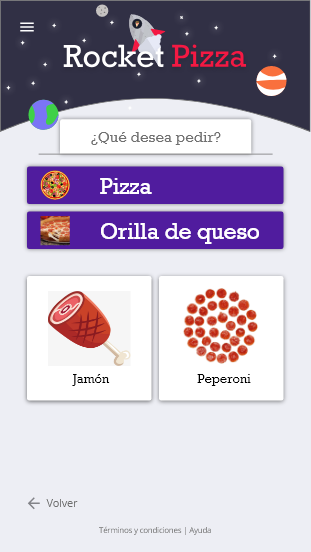 Rocket Pizza
¿Qué desea pedir?
Pizza
Orilla de queso
Jamón
Peperoni
Volver
Términos y condiciones | Ayuda